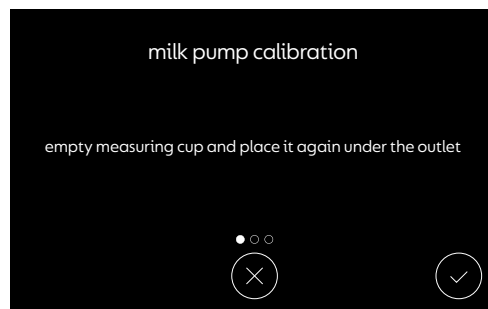 milk pump calibration
empty measuring cup and place it again under the outlet